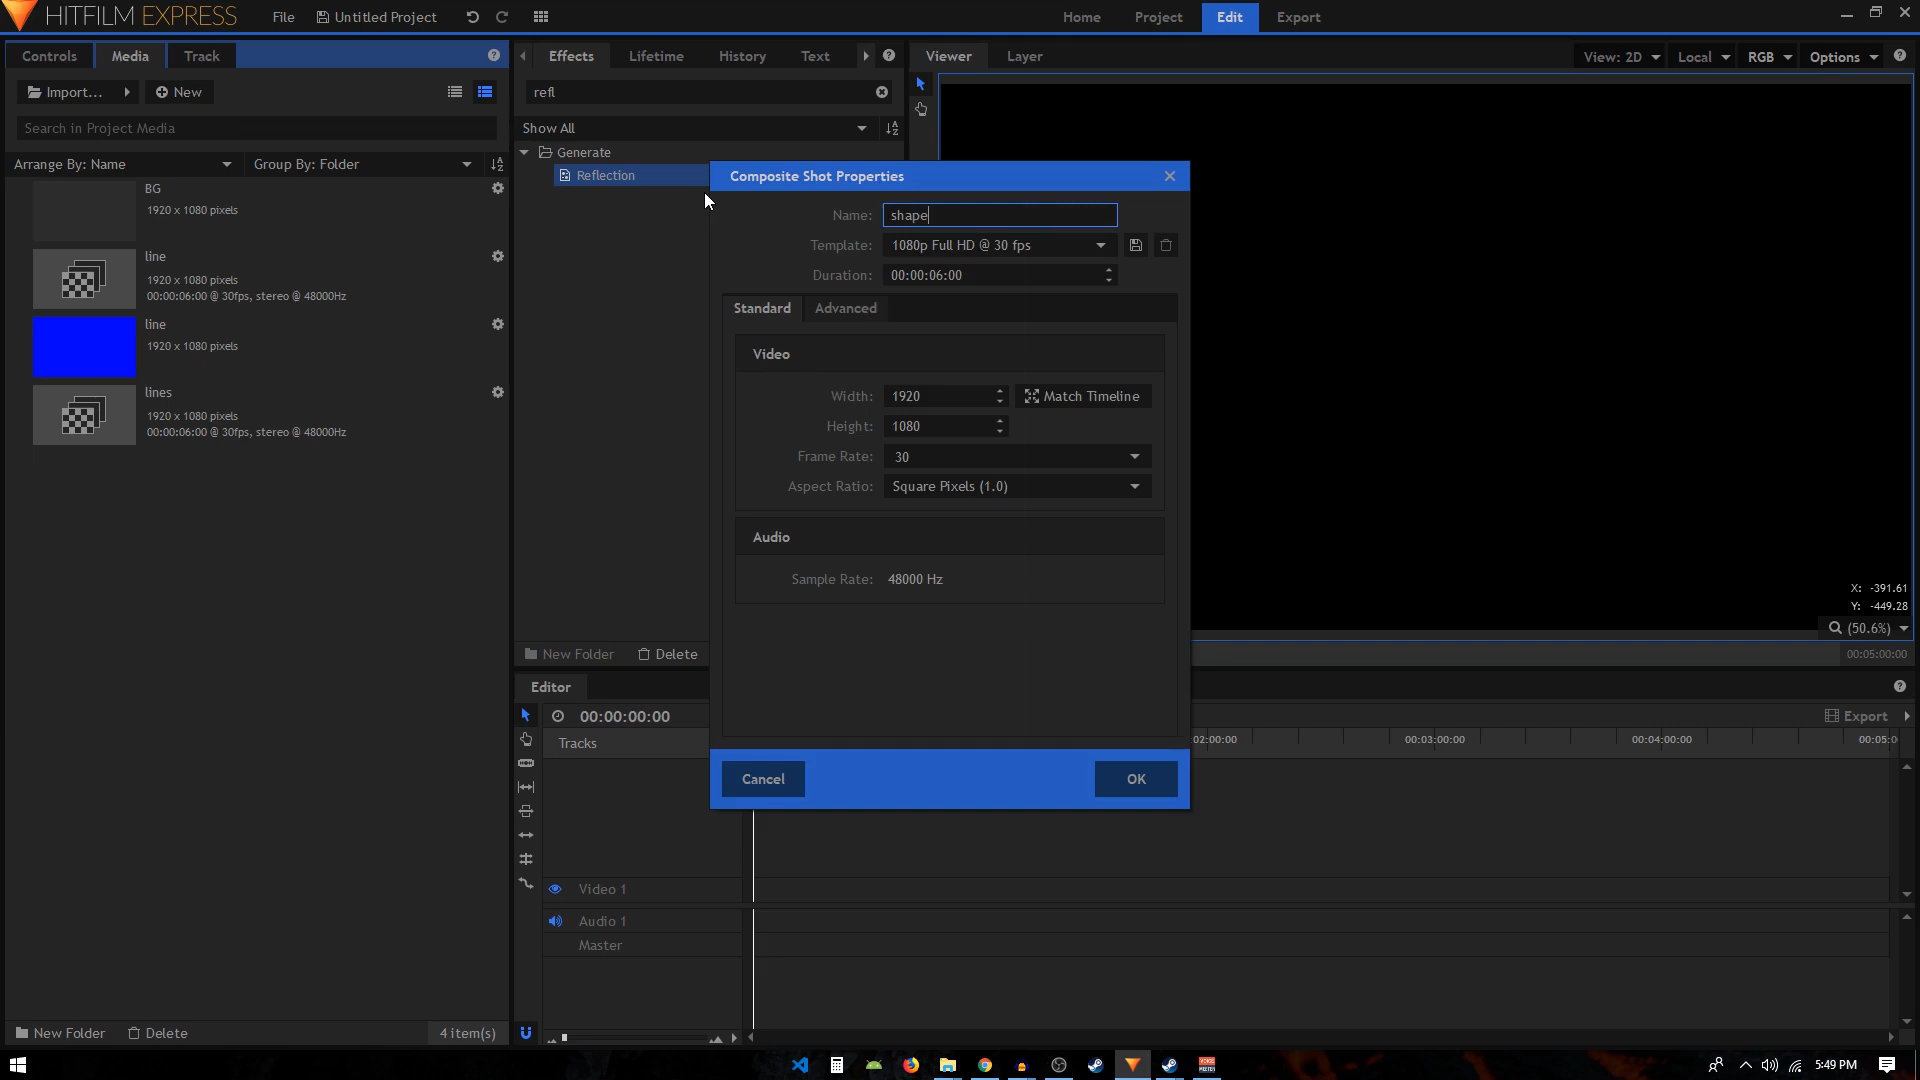 HITFILM EXPRESS
File
Untitled Project
Home
Project
Edit
Export
Controls
Media
Track
Effects
Lifetime
History
Text
Viewer
Layer
View: 2D
Local
RGB
Options
Import...
New
refl
Search in Project Media
Show All
Arrange By: Name
Group By: Folder
Generate
Reflection
BG
1920 x 1080 pixels
line
1920 x 1080 pixels
00:00:06:00 @ 30fps, stereo @ 48000Hz
line
1920 x 1080 pixels
lines
1920 x 1080 pixels
00:00:06:00 @ 30fps, stereo @ 48000Hz
Composite Shot Properties
Name: shape
Template: 1080p Full HD @ 30 fps
Duration: 00:00:06:00
Standard
Advanced
Video
Width: 1920
Match Timeline
Height: 1080
Frame Rate: 30
Aspect Ratio: Square Pixels (1.0)
Audio
Sample Rate: 48000 Hz
Cancel
OK
X: -391.61
Y: -449.28
(50.6%)
New Folder
Delete
00:05:00:00
Editor
00:00:00:00
Export
Tracks
02:00:00
00:03:00:00
00:04:00:00
00:05:0
Video 1
Audio 1
Master
New Folder
Delete
4 item(s)
5:49 PM